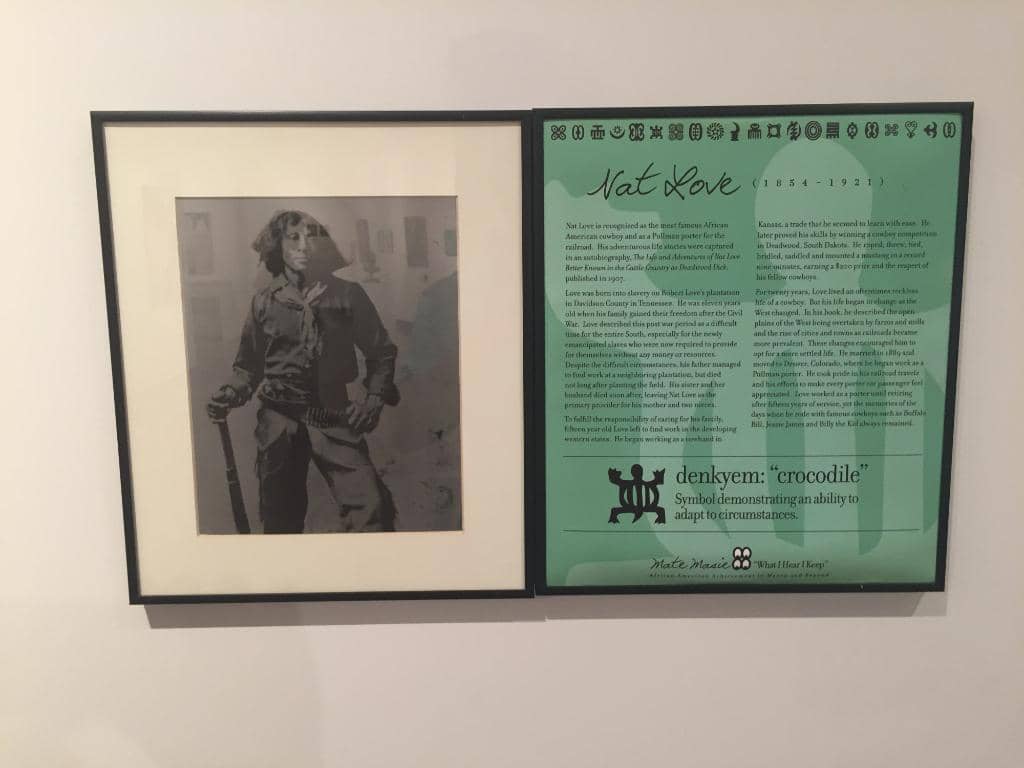 Nat Love (1854-1921)
Nat Love is recognized as the most famous African
American cowboy and as a Pullman porter for the
railroad. His adventurous life stories were captured
in an autobiography, The Life and Adventures of Nat Love
Better Known in the Cattle Country as Deadwood Dick,
published in 1907.
Love was born into slavery on Robert Love's plantation
in Davidson County in Tennessee. He was eleven years
old when his family gained their freedom after the Civil
War. Love described this post war period as a difficult
time for the entire South, especially for the newly
emancipated slaves who were now required to provide
for themselves without any money or resources.
Despite the difficult circumstances, his father managed
to find work at a neighboring plantation, but died
not long after planting the field. His sister and her
husband died soon after, leaving Nat Love as the
primary provider for his mother and two nieces.
To fulfill the responsibility of caring for his family,
fifteen year old Love left to find work in the developing
western states. He began working as a cowhand in
Kansas, a trade that he seemed to learn with ease. He
later proved his skills by winning a cowboy competition
in Deadwood, South Dakota. He roped, threw, tied,
bridled, saddled and mounted a mustang in a record
nine minutes, earning a $200 prize and the respect of
his fellow cowboys.
For twenty years, Love lived an oftentimes reckless
life of a cowboy. But his life began to change as the
West changed. In his book, he described the open
plains of the West being overtaken by farms and mills
and the rise of cities and towns as railroads became
more prevalent. These changes encouraged him to
opt for a more settled life. He married in 1889 and
moved to Denver, Colorado, where he began work as a
Pullman porter. He took pride in his railroad travels
and his efforts to make every porter car passenger feel
appreciated. Love worked as a porter until retiring
after fifteen years of service, yet the memories of the
days when he rode with famous cowboys such as Buffalo
Bill, Jessie James and Billy the Kid always remained.
denkyem: "crocodile"
Symbol demonstrating an ability to
adapt to circumstances.
Mate Masie "What I Hear I Keep"
African American Achievement in Macon and Beyond